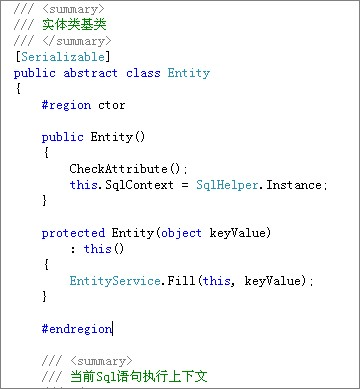 /// <summary>
/// 实体类基类
/// </summary>
[Serializable]
public abstract class Entity
{
#region ctor
public Entity()
{
CheckAttribute();
this.SqlContext = SqlHelper.Instance;
}
protected Entity(object keyValue)
: this()
{
EntityService.Fill(this, keyValue);
}
#endregion
/// <summary>
/// 当前Sql语句执行上下文